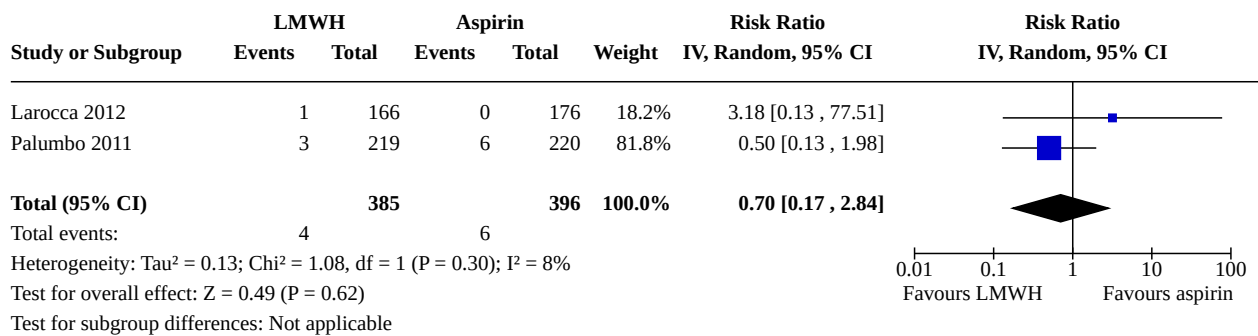 LMWH Aspirin Risk Ratio Risk Ratio
Study or Subgroup Events Total Events Total Weight IV, Random, 95% CI IV, Random, 95% CI
Larocca 2012 1 166 0 176 18.2% 3.18 [0.13 , 77.51]
Palumbo 2011 3 219 6 220 81.8% 0.50 [0.13 , 1.98]
Total (95% CI) 385 396 100.0% 0.70 [0.17 , 2.84]
Total events: 4 6
Heterogeneity: Tau² = 0.13; Chi² = 1.08, df = 1 (P = 0.30); I² = 8%
0.01 0.1 1 10 100
Test for overall effect: Z = 0.49 (P = 0.62) Favours LMWH Favours aspirin
Test for subgroup differences: Not applicable